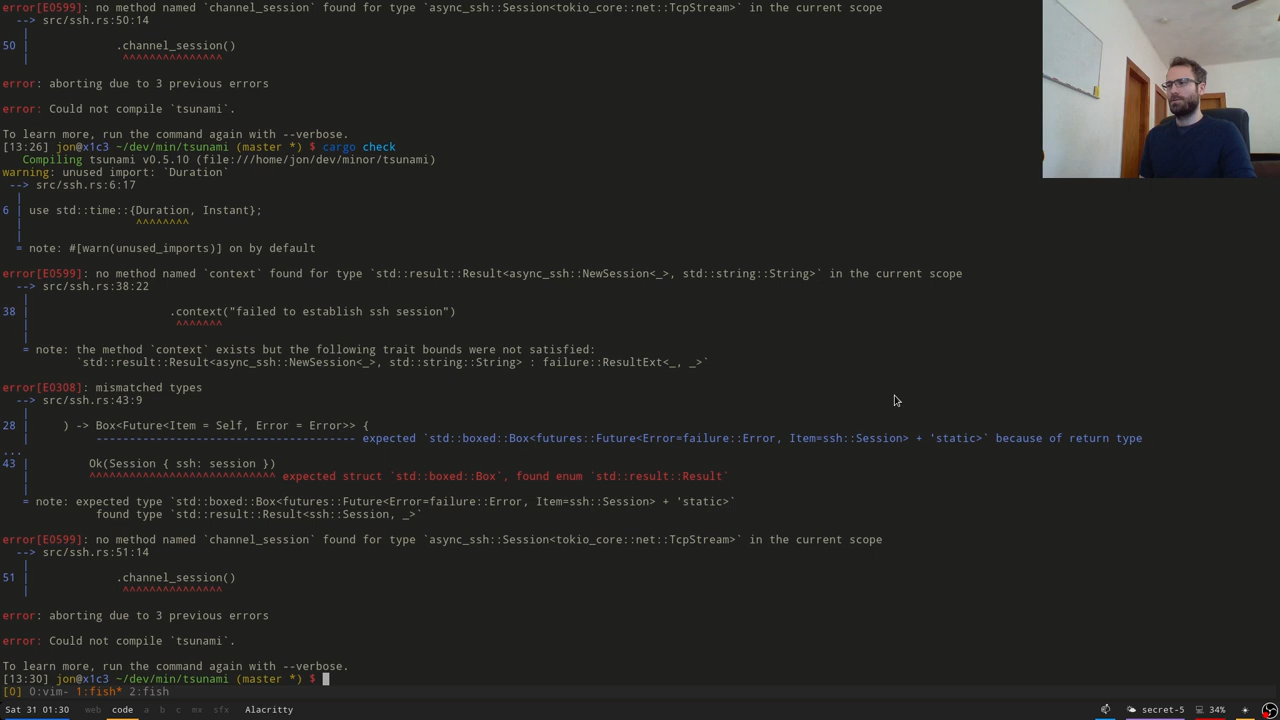 error[E0599]: no method named `channel_session` found for type `async_ssh::Session<tokio_core::net::TcpStream>` in the current scope
  --> src/ssh.rs:50:14
   |
50 |             .channel_session()
   |              ^^^^^^^^^^^^^^^

error: aborting due to 3 previous errors

error: Could not compile `tsunami`.

To learn more, run the command again with --verbose.
[13:26] jon@x1c3 ~/dev/min/tsunami (master *) $ cargo check
   Compiling tsunami v0.5.10 (file:///home/jon/dev/minor/tsunami)
warning: unused import: `Duration`
 --> src/ssh.rs:6:17
  |
6 | use std::time::{Duration, Instant};
  |                 ^^^^^^^^
  |
  = note: #[warn(unused_imports)] on by default

error[E0599]: no method named `context` found for type `std::result::Result<async_ssh::NewSession<_>, std::string::String>` in the current scope
  --> src/ssh.rs:38:22
   |
38 |                     .context("failed to establish ssh session")
   |                      ^^^^^^^
   |
   = note: the method `context` exists but the following trait bounds were not satisfied:
           `std::result::Result<async_ssh::NewSession<_>, std::string::String> : failure::ResultExt<_, _>`

error[E0308]: mismatched types
  --> src/ssh.rs:43:9
   |
28 |     ) -> Box<Future<Item = Self, Error = Error>> {
   |          --------------------------------------- expected `std::boxed::Box<futures::Future<Error=failure::Error, Item=ssh::Session> + 'static>` because of return type
...
43 |         Ok(Session { ssh: session })
   |         ^^^^^^^^^^^^^^^^^^^^^^^^^^^^ expected struct `std::boxed::Box`, found enum `std::result::Result`
   |
   = note: expected type `std::boxed::Box<futures::Future<Error=failure::Error, Item=ssh::Session> + 'static>`
              found type `std::result::Result<ssh::Session, _>`

error[E0599]: no method named `channel_session` found for type `async_ssh::Session<tokio_core::net::TcpStream>` in the current scope
  --> src/ssh.rs:51:14
   |
51 |             .channel_session()
   |              ^^^^^^^^^^^^^^^

error: aborting due to 3 previous errors

error: Could not compile `tsunami`.

To learn more, run the command again with --verbose.
[13:30] jon@x1c3 ~/dev/min/tsunami (master *) $
[0] 0:vim- 1:fish* 2:fish
Sat 31 01:30 web code a b c mx sfx Alacritty secret-5 34%